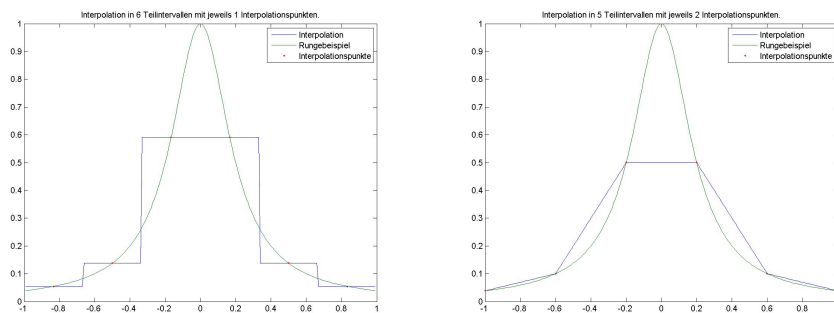 Interpolation in 6 Teilintervallen mit jeweils 1 Interpolationspunkten.
1
0.9
0.8
0.7
0.6
0.5
0.4
0.3
0.2
0.1
0
-1 -0.8 -0.6 -0.4 -0.2 0 0.2 0.4 0.6 0.8 1
Interpolation
Rungebeispiel
Interpolationspunkte
Interpolation in 5 Teilintervallen mit jeweils 2 Interpolationspunkten.
1
0.9
0.8
0.7
0.6
0.5
0.4
0.3
0.2
0.1
0
-1 -0.8 -0.6 -0.4 -0.2 0 0.2 0.4 0.6 0.8
Interpolation
Rungebeispiel
Interpolationspunkte